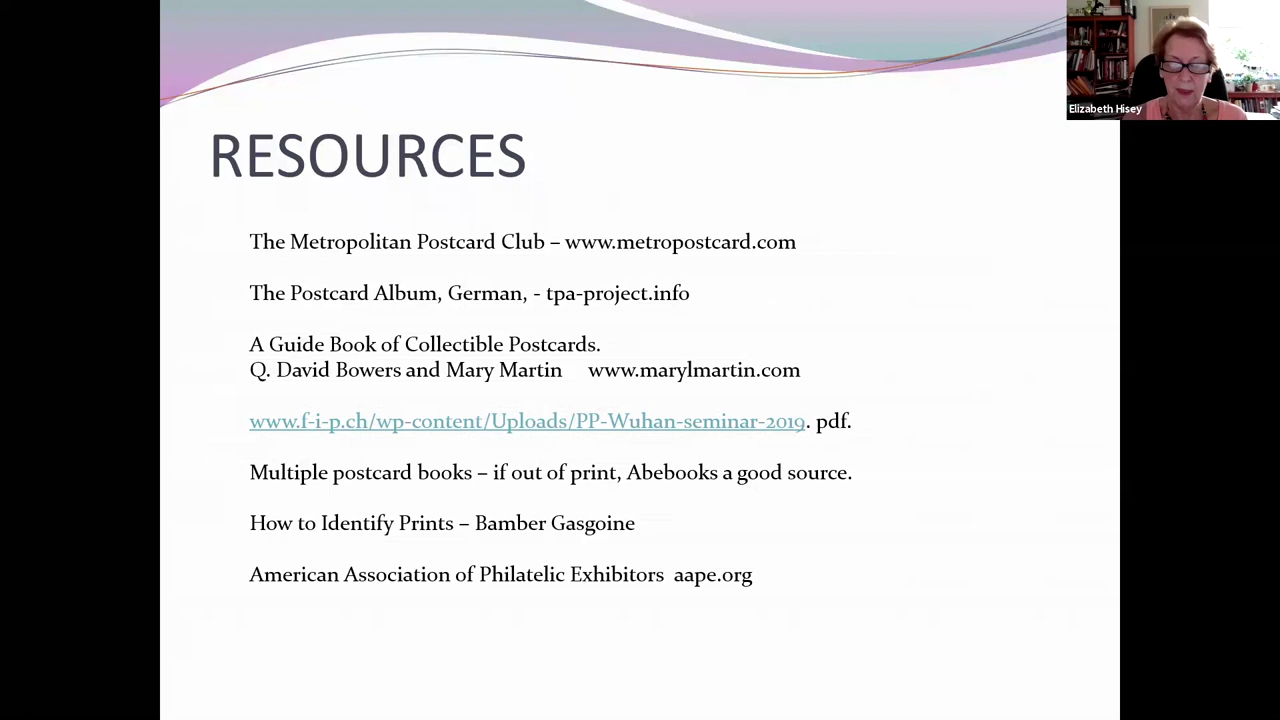 Elizabeth Hisey
RESOURCES
The Metropolitan Postcard Club – www.metropostcard.com
The Postcard Album, German, - tpa-project.info
A Guide Book of Collectible Postcards.
Q. David Bowers and Mary Martin www.marylmartin.com
www.f-i-p.ch/wp-content/Uploads/PP-Wuhan-seminar-2019. pdf.
Multiple postcard books – if out of print, Abebooks a good source.
How to Identify Prints – Bamber Gasgoine
American Association of Philatelic Exhibitors aape.org